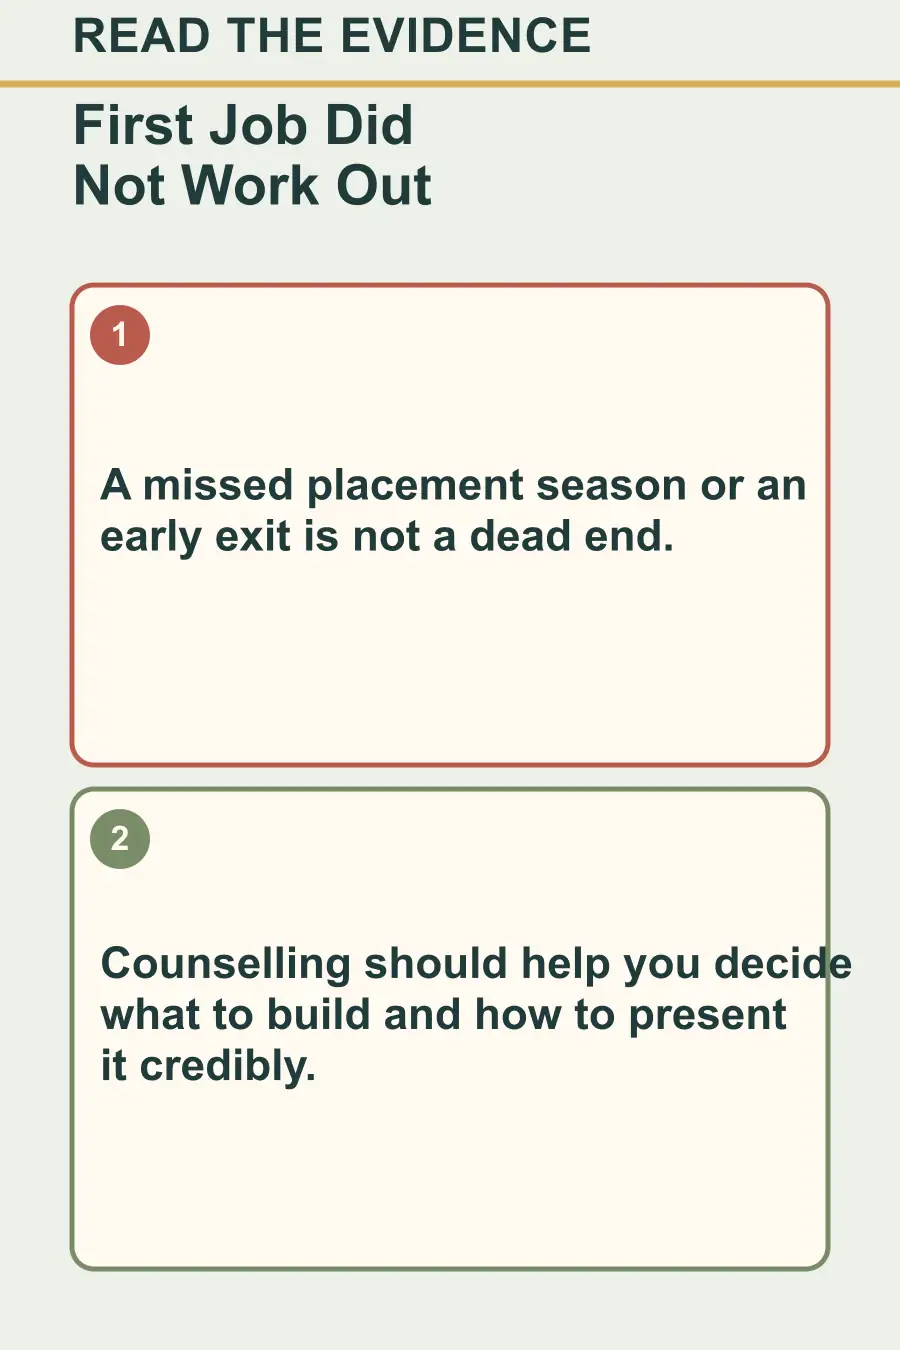 READ THE EVIDENCE
First Job Did
Not Work Out
1
A missed placement season or an
early exit is not a dead end.
2
Counselling should help you decide
what to build and how to present
it credibly.